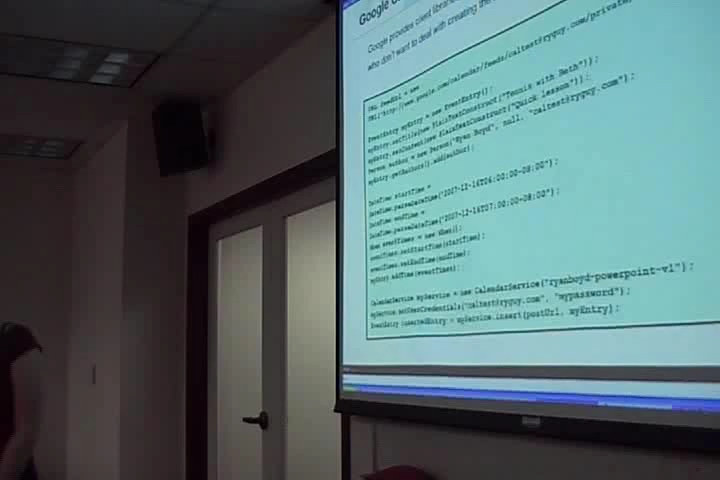 Google
Google provides client librar
who don't want to deal with creating the
URL feedUrl = new
URL("http://www.google.com/calendar/feeds/caltest@ryguy.com/private/
EventEntry myEntry = new EventEntry();
myEntry.setTitle(new PlainTextConstruct("Tennis with Beth"));
myEntry.setContent(new PlainTextConstruct("Quick lesson"));
Person author = new Person("Ryan Boyd", null, "caltest@ryguy.com");
myEntry.getAuthors().add(author);
DateTime startTime =
DateTime.parseDateTime("2007-12-16T06:00:00-08:00");
DateTime endTime =
DateTime.parseDateTime("2007-12-16T07:00:00-08:00");
When eventTimes = new When();
eventTimes.setStartTime(startTime);
eventTimes.setEndTime(endTime);
myEntry.addTime(eventTimes);
CalendarService myService = new CalendarService("ryanboyd-powerpoint-v1");
myService.setUserCredentials("caltest@ryguy.com", "mypassword");
EventEntry insertedEntry = myService.insert(postUrl, myEntry);